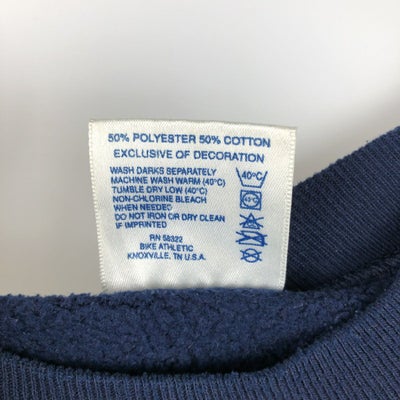 50% POLYESTER 50% COTTON
EXCLUSIVE OF DECORATION
WASH DARKS SEPARATELY
MACHINE WASH WARM (40°C)
TUMBLE DRY LOW (40°C)
NON-CHLORINE BLEACH
WHEN NEEDED
DO NOT IRON OR DRY CLEAN
IF IMPRINTED
40°C
40°C
RN 58322
BIKE ATHLETIC
KNOXVILLE, TN U.S.A.